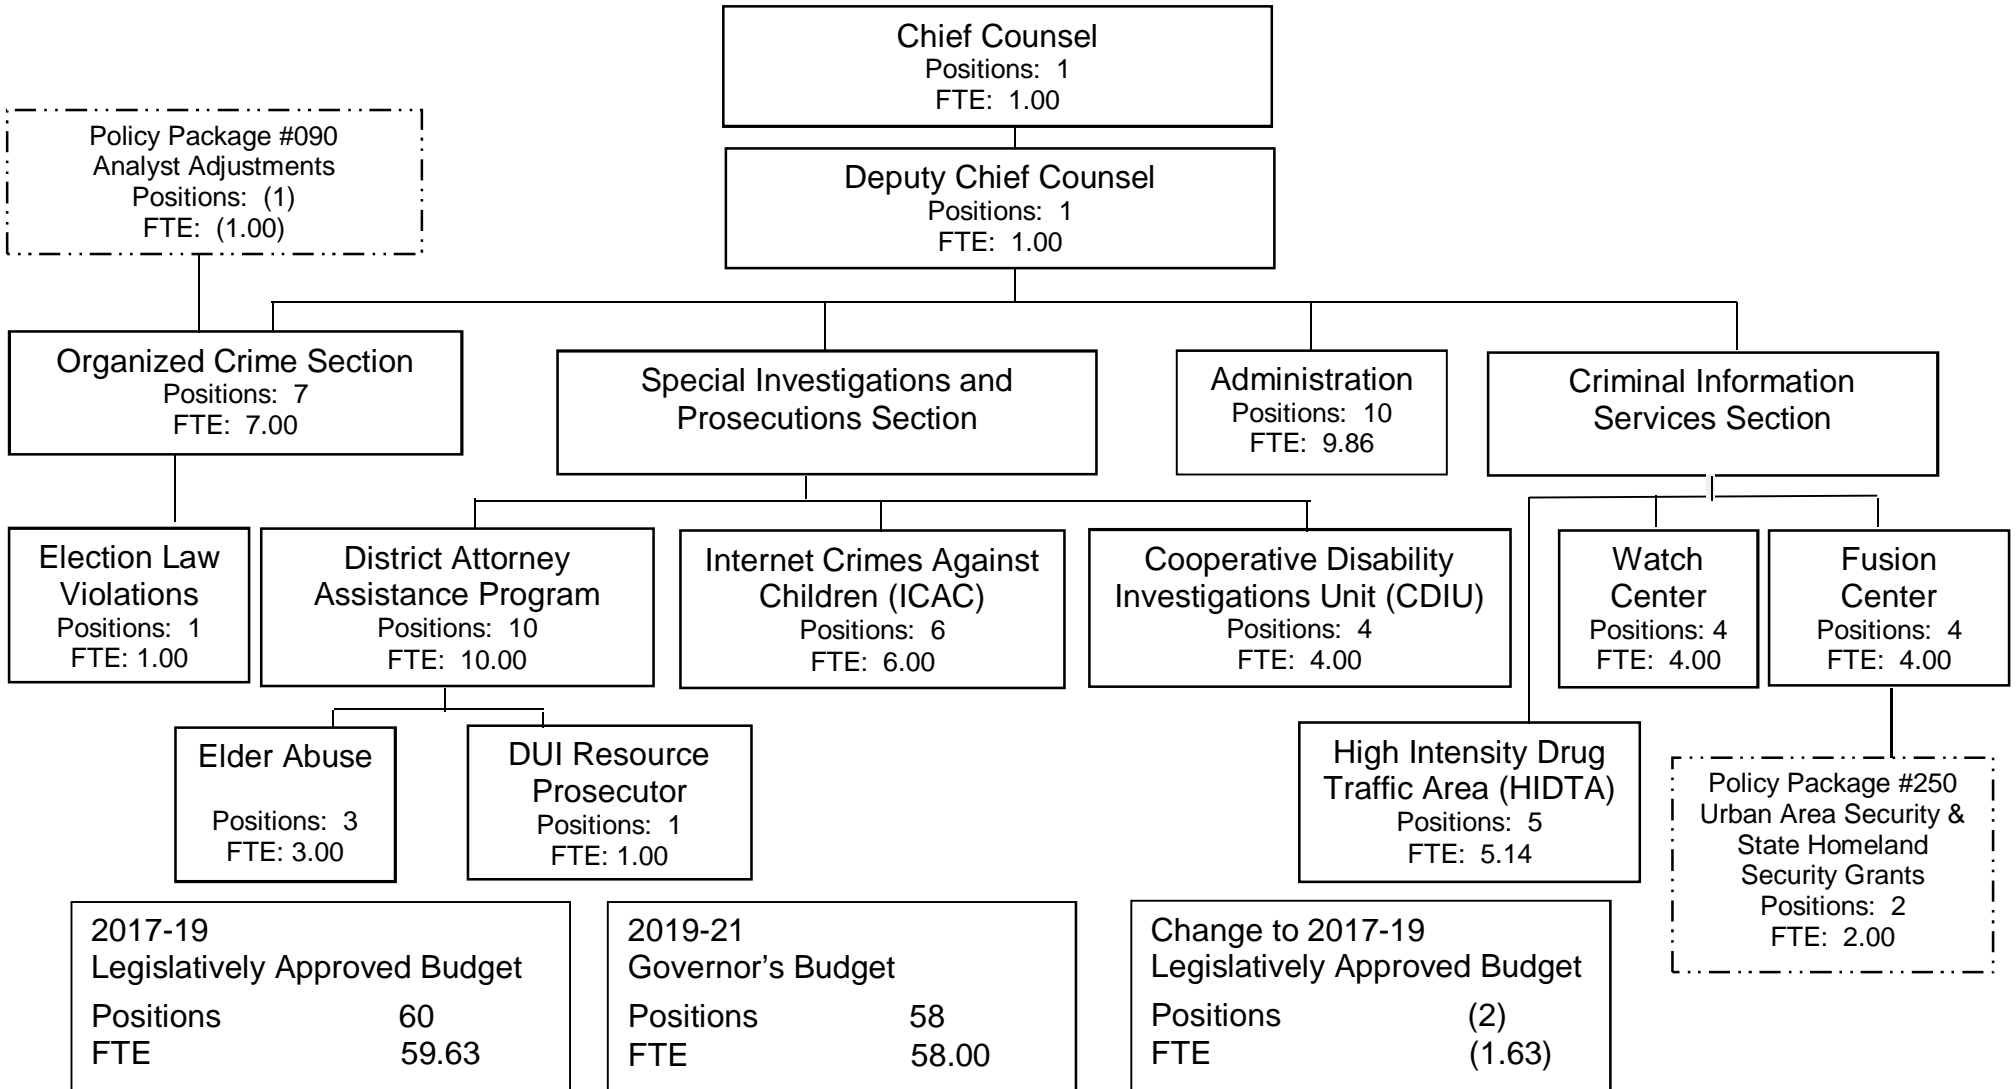 Chief Counsel
Positions: 1
FTE: 1.00
Policy Package #090
Analyst Adjustments
Positions: (1)
FTE: (1.00)
Deputy Chief Counsel
Positions: 1
FTE: 1.00
Organized Crime Section
Positions: 7
FTE: 7.00
Special Investigations and
Prosecutions Section
Administration
Positions: 10
FTE: 9.86
Criminal Information
Services Section
Election Law
Violations
Positions: 1
FTE: 1.00
District Attorney
Assistance Program
Positions: 10
FTE: 10.00
Internet Crimes Against
Children (ICAC)
Positions: 6
FTE: 6.00
Cooperative Disability
Investigations Unit (CDIU)
Positions: 4
FTE: 4.00
Watch
Center
Positions: 4
FTE: 4.00
Fusion
Center
Positions: 4
FTE: 4.00
Elder Abuse
Positions: 3
FTE: 3.00
DUI Resource
Prosecutor
Positions: 1
FTE: 1.00
High Intensity Drug
Traffic Area (HIDTA)
Positions: 5
FTE: 5.14
Policy Package #250
Urban Area Security &
State Homeland
Security Grants
Positions: 2
FTE: 2.00
2017-19
Legislatively Approved Budget
Positions 60
FTE 59.63
2019-21
Governor's Budget
Positions 58
FTE 58.00
Change to 2017-19
Legislatively Approved Budget
Positions (2)
FTE (1.63)